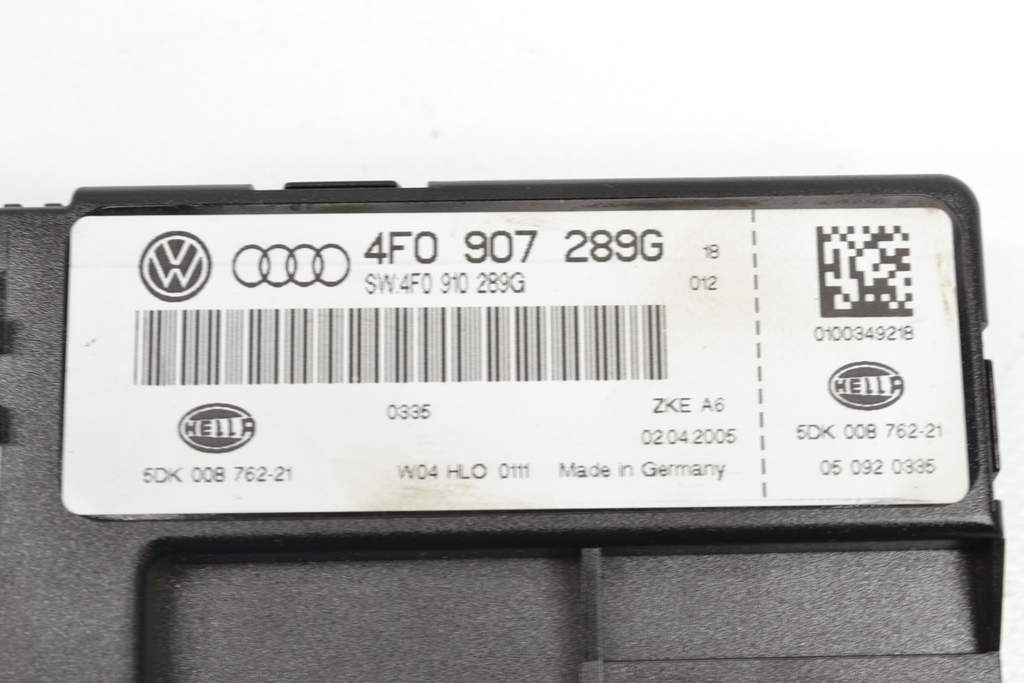 4F0 907 289G 18
SW:4F0 910 289G 012
0335 ZKE A6
02.04.2005
HELLA
5DK 008 762-21 W04 HLO 0111 Made in Germany
0100349218
HELLA
5DK 008 762-21
05 092 0335